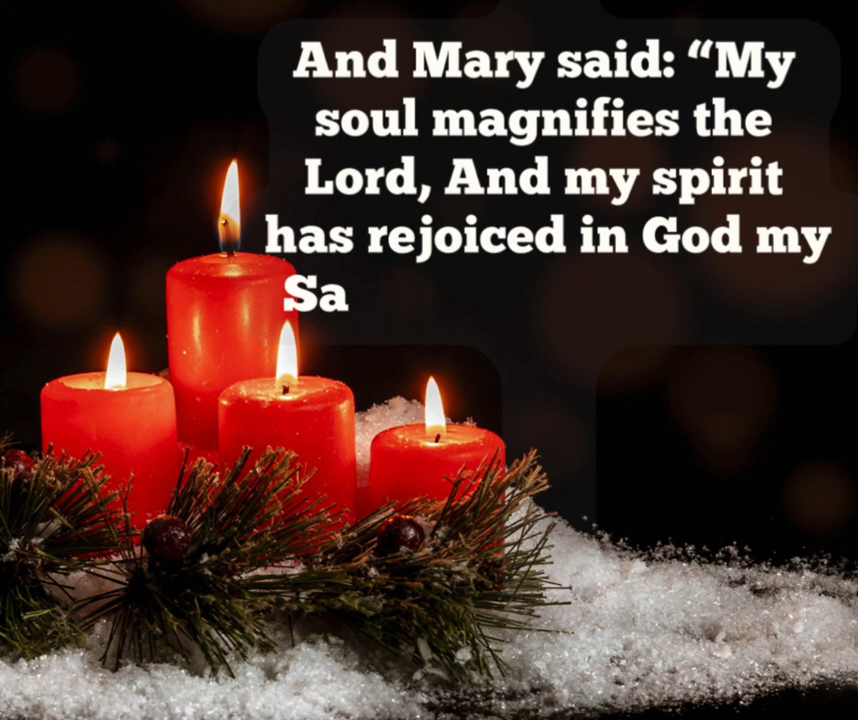 And Mary said: “My
soul magnifies the
Lord, And my spirit
has rejoiced in God my
Sa